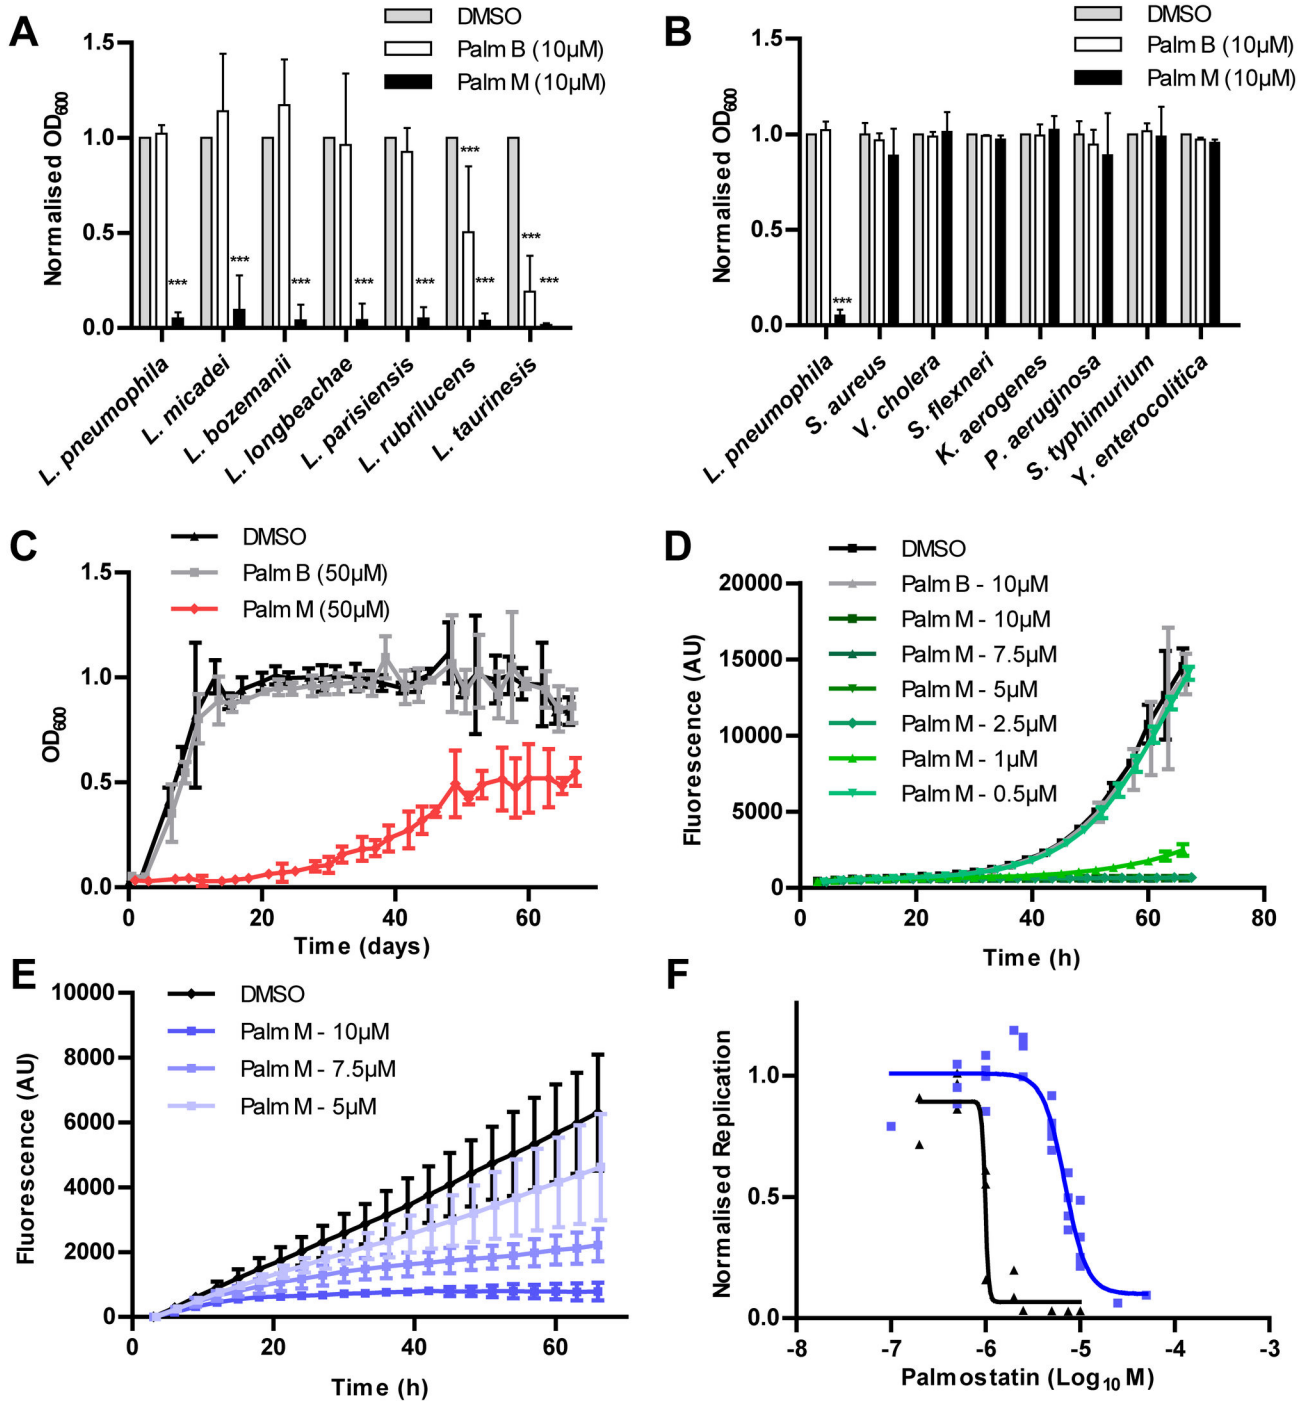 A
DMSO
Palm B (10µM)
Palm M (10µM)
Normalised OD600
1.5
1.0
0.5
0.0
***
***
***
***
***
***
***
***
***
L. pneumophila
L. micadei
L. bozemanii
L. longbeachae
L. parisiensis
L. rubrilucens
L. taurinesis
B
DMSO
Palm B (10µM)
Palm M (10µM)
Normalised OD600
1.5
1.0
0.5
0.0
***
L. pneumophila
S. aureus
V. cholera
S. flexneri
K. aerogenes
P. aeruginosa
S. typhimurium
Y. enterocolitica
C
DMSO
Palm B (50µM)
Palm M (50µM)
OD600
1.5
1.0
0.5
0.0
0 20 40 60
Time (days)
D
DMSO
Palm B - 10µM
Palm M - 10µM
Palm M - 7.5µM
Palm M - 5µM
Palm M - 2.5µM
Palm M - 1µM
Palm M - 0.5µM
Fluorescence (AU)
20000
15000
10000
5000
0
0 20 40 60 80
Time (h)
E
DMSO
Palm M - 10µM
Palm M - 7.5µM
Palm M - 5µM
Fluorescence (AU)
10000
8000
6000
4000
2000
0
0 20 40 60
Time (h)
F
Normalised Replication
1.0
0.5
0.0
-8 -7 -6 -5 -4 -3
Palmostatin (Log10 M)